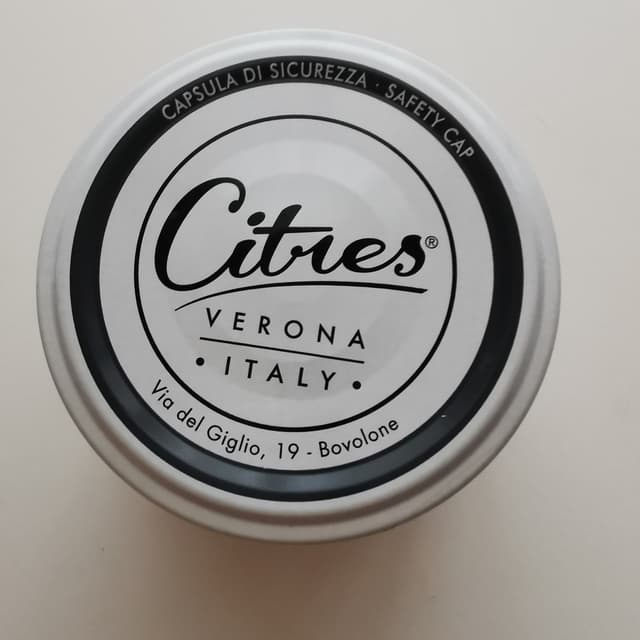 CAPSULA DI SICUREZZA · SAFETY CAP
Citres®
VERONA
• ITALY •
Via del Giglio, 19 - Bovolone